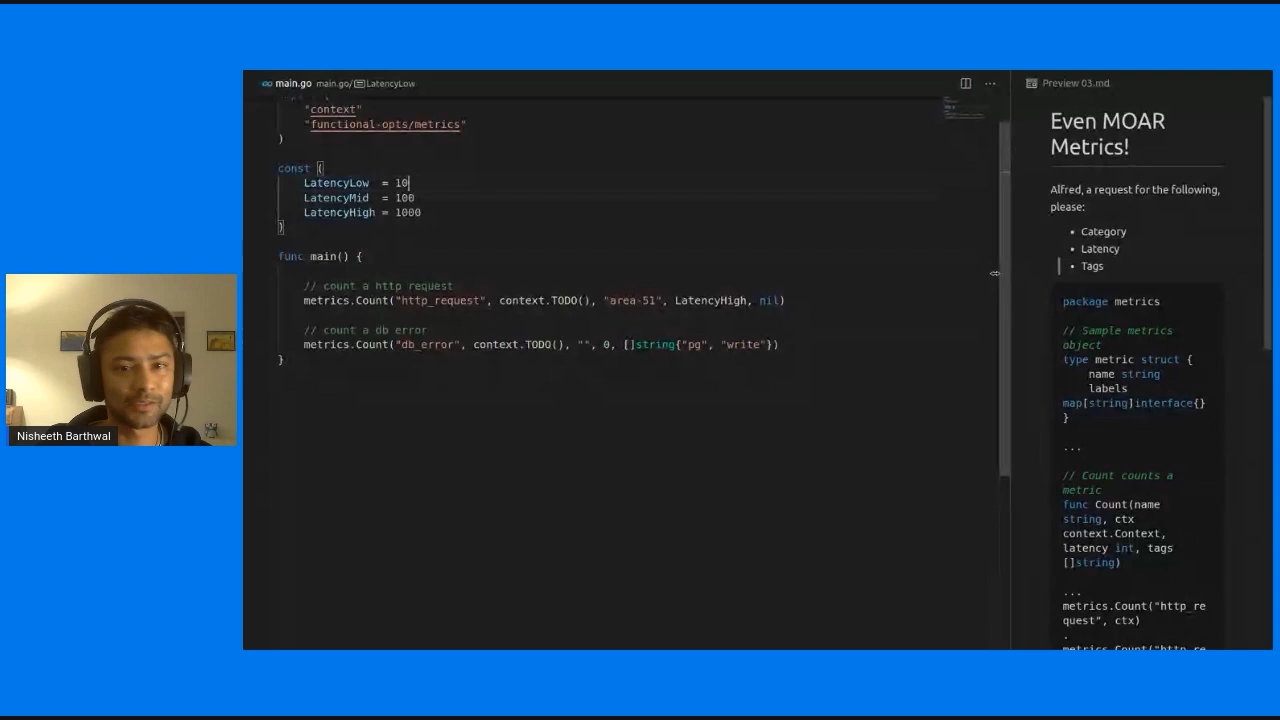 main.go main.go/LatencyLow
"context"
"functional-opts/metrics"
)
const (
LatencyLow = 10
LatencyMid = 100
LatencyHigh = 1000
)
func main() {
// count a http request
metrics.Count("http_request", context.TODO(), "area-51", LatencyHigh, nil)
// count a db error
metrics.Count("db_error", context.TODO(), "", 0, []string{"pg", "write"})
}
Preview 03.md
Even MOAR
Metrics!
Alfred, a request for the following,
please:
• Category
• Latency
• Tags
package metrics
// Sample metrics
object
type metric struct {
name string
labels
map[string]interface{}
}
...
// Count counts a
metric
func Count(name
string, ctx
context.Context,
latency int, tags
[]string)
...
metrics.Count("http_re
quest", ctx)
.
metrics.Count("http_re
Nisheeth Barthwal